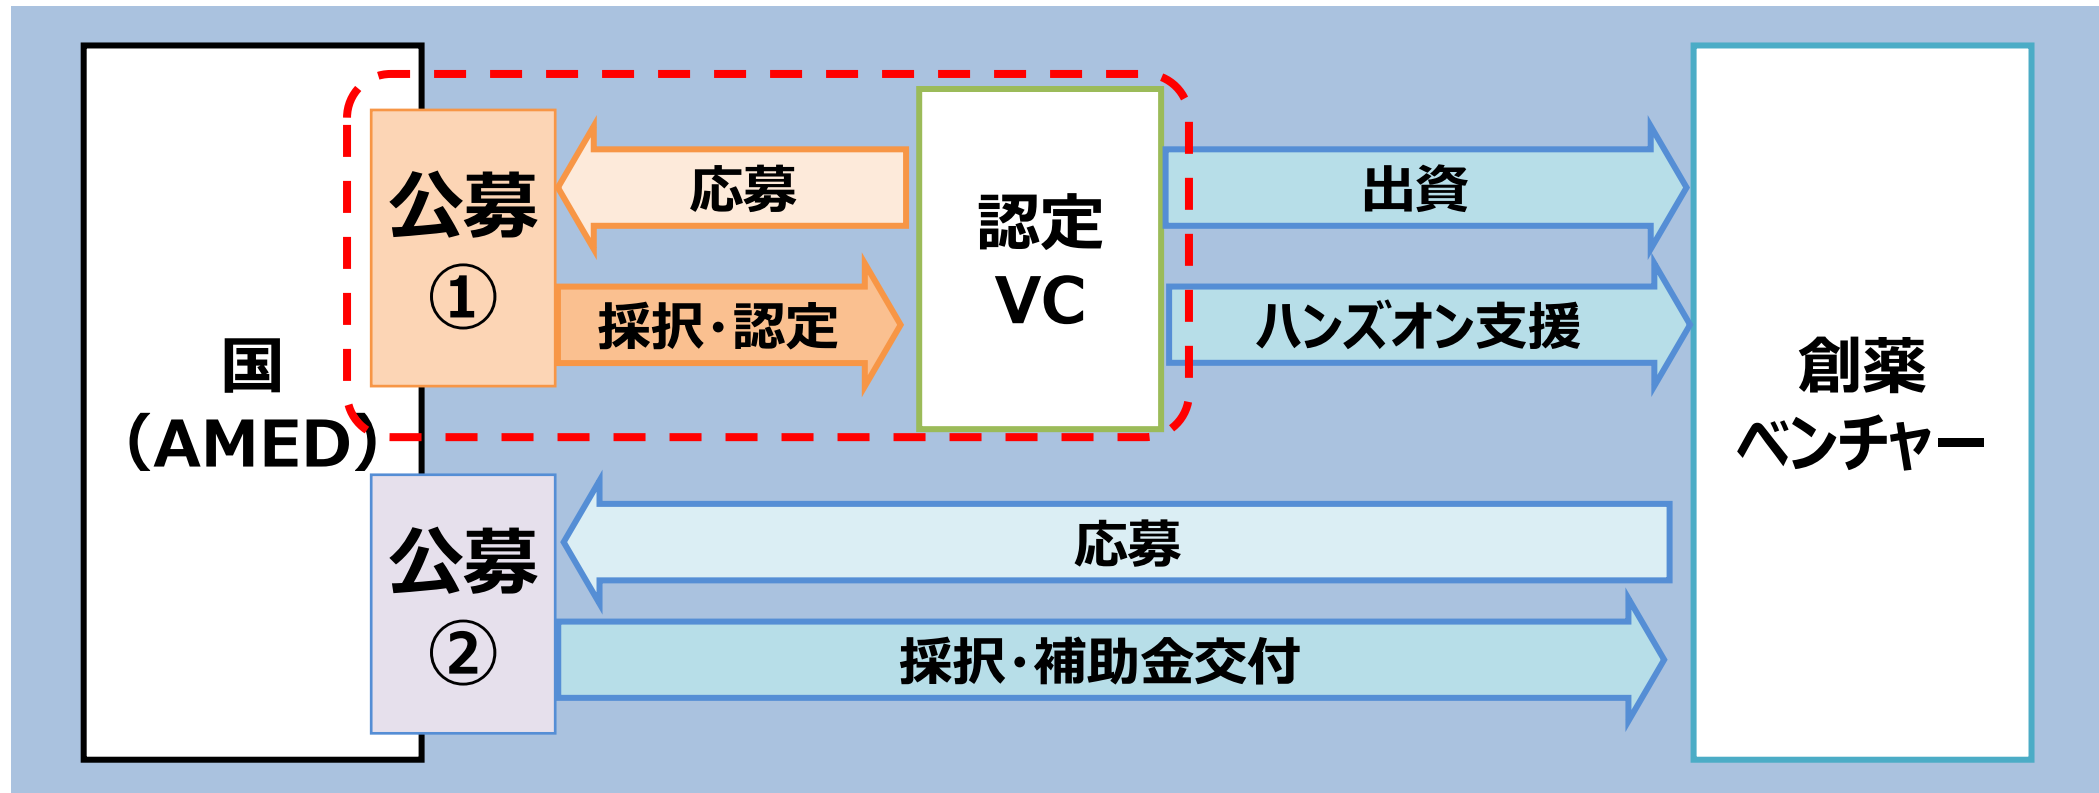 国
（AMED）
公募
①
応募
採択・認定
認定
VC
出資
ハンズオン支援
創薬
ベンチャー
公募
②
応募
採択・補助金交付